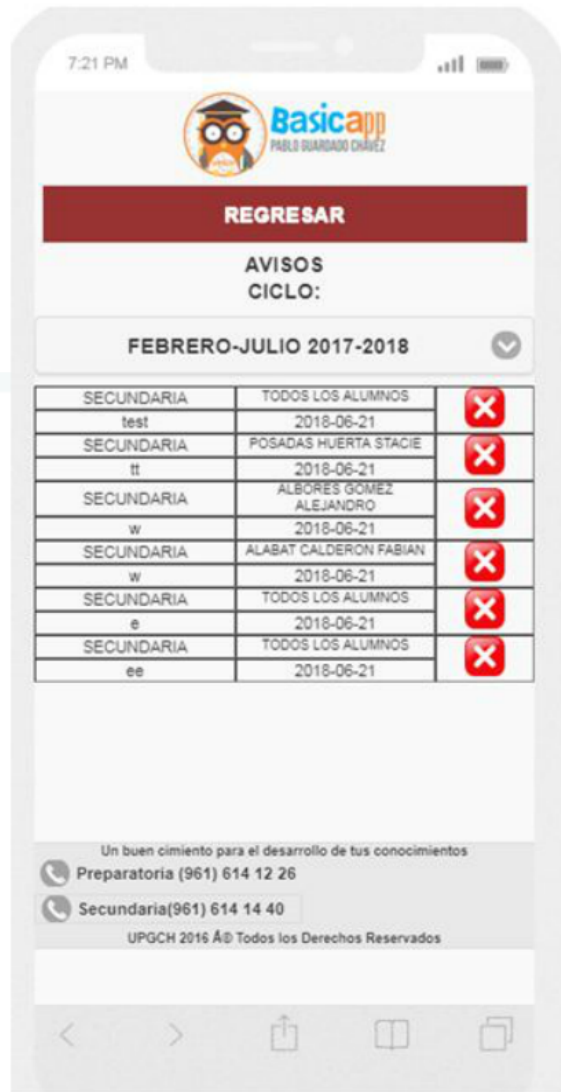 7:21 PM
Basicapp
PABLO GUARDADO CHÁVEZ
REGRESAR
AVISOS
CICLO:
FEBRERO-JULIO 2017-2018
SECUNDARIA TODOS LOS ALUMNOS
test 2018-06-21
SECUNDARIA POSADAS HUERTA STACIE
tt 2018-06-21
SECUNDARIA ALBORES GOMEZ
ALEJANDRO
w 2018-06-21
SECUNDARIA ALABAT CALDERON FABIAN
w 2018-06-21
SECUNDARIA TODOS LOS ALUMNOS
e 2018-06-21
SECUNDARIA TODOS LOS ALUMNOS
ee 2018-06-21
Un buen cimiento para el desarrollo de tus conocimientos
Preparatoria (961) 614 12 26
Secundaria(961) 614 14 40
UPGCH 2016 Â© Todos los Derechos Reservados